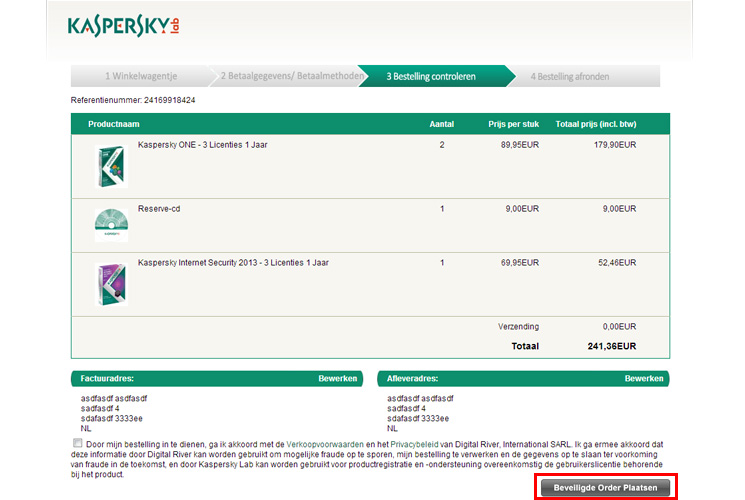 KASPERSKY lab
1 Winkelwagentje 2 Betaalgegevens/ Betaalmethoden 3 Bestelling controleren 4 Bestelling afronden
Referentienummer: 24169918424
Productnaam Aantal Prijs per stuk Totaal prijs (incl. btw)
Kaspersky ONE - 3 Licenties 1 Jaar 2 89,95EUR 179,90EUR
Reserve-cd 1 9,00EUR 9,00EUR
Kaspersky Internet Security 2013 - 3 Licenties 1 Jaar 1 69,95EUR 52,46EUR
Verzending 0,00EUR
Totaal 241,36EUR
Factuuradres: Bewerken Afleveradres: Bewerken
asdfasdf asdfasdf asdfasdf asdfasdf
sadfasdf 4 sadfasdf 4
sdafasdf 3333ee sdafasdf 3333ee
NL NL
Door mijn bestelling in te dienen, ga ik akkoord met de Verkoopvoorwaarden en het Privacybeleid van Digital River, International SARL. Ik ga ermee akkoord dat
deze informatie door Digital River kan worden gebruikt om mogelijke fraude op te sporen, mijn bestelling te verwerken en de gegevens op te slaan ter voorkoming
van fraude in de toekomst, en door Kaspersky Lab kan worden gebruikt voor productregistratie en -ondersteuning overeenkomstig de gebruikerslicentie behorende
bij het product.
Beveiligde Order Plaatsen